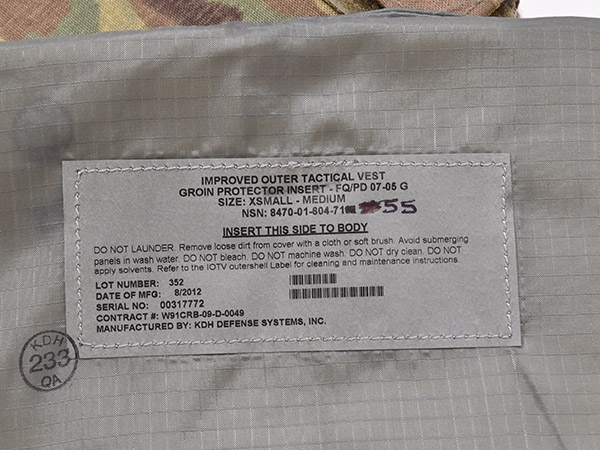 IMPROVED OUTER TACTICAL VEST
GROIN PROTECTOR INSERT - FQ/PD 07-05 G
SIZE: XSMALL - MEDIUM
NSN: 8470-01-604-71 55
INSERT THIS SIDE TO BODY
DO NOT LAUNDER. Remove loose dirt from cover with a cloth or soft brush. Avoid submerging
panels in wash water. DO NOT bleach. DO NOT machine wash. DO NOT dry clean. DO NOT
apply solvents. Refer to the IOTV outershell Label for cleaning and maintenance instructions.
LOT NUMBER: 352
DATE OF MFG: 8/2012
SERIAL NO: 00317772
CONTRACT #: W91CRB-09-D-0049
MANUFACTURED BY: KDH DEFENSE SYSTEMS, INC.
KDH
233
QA